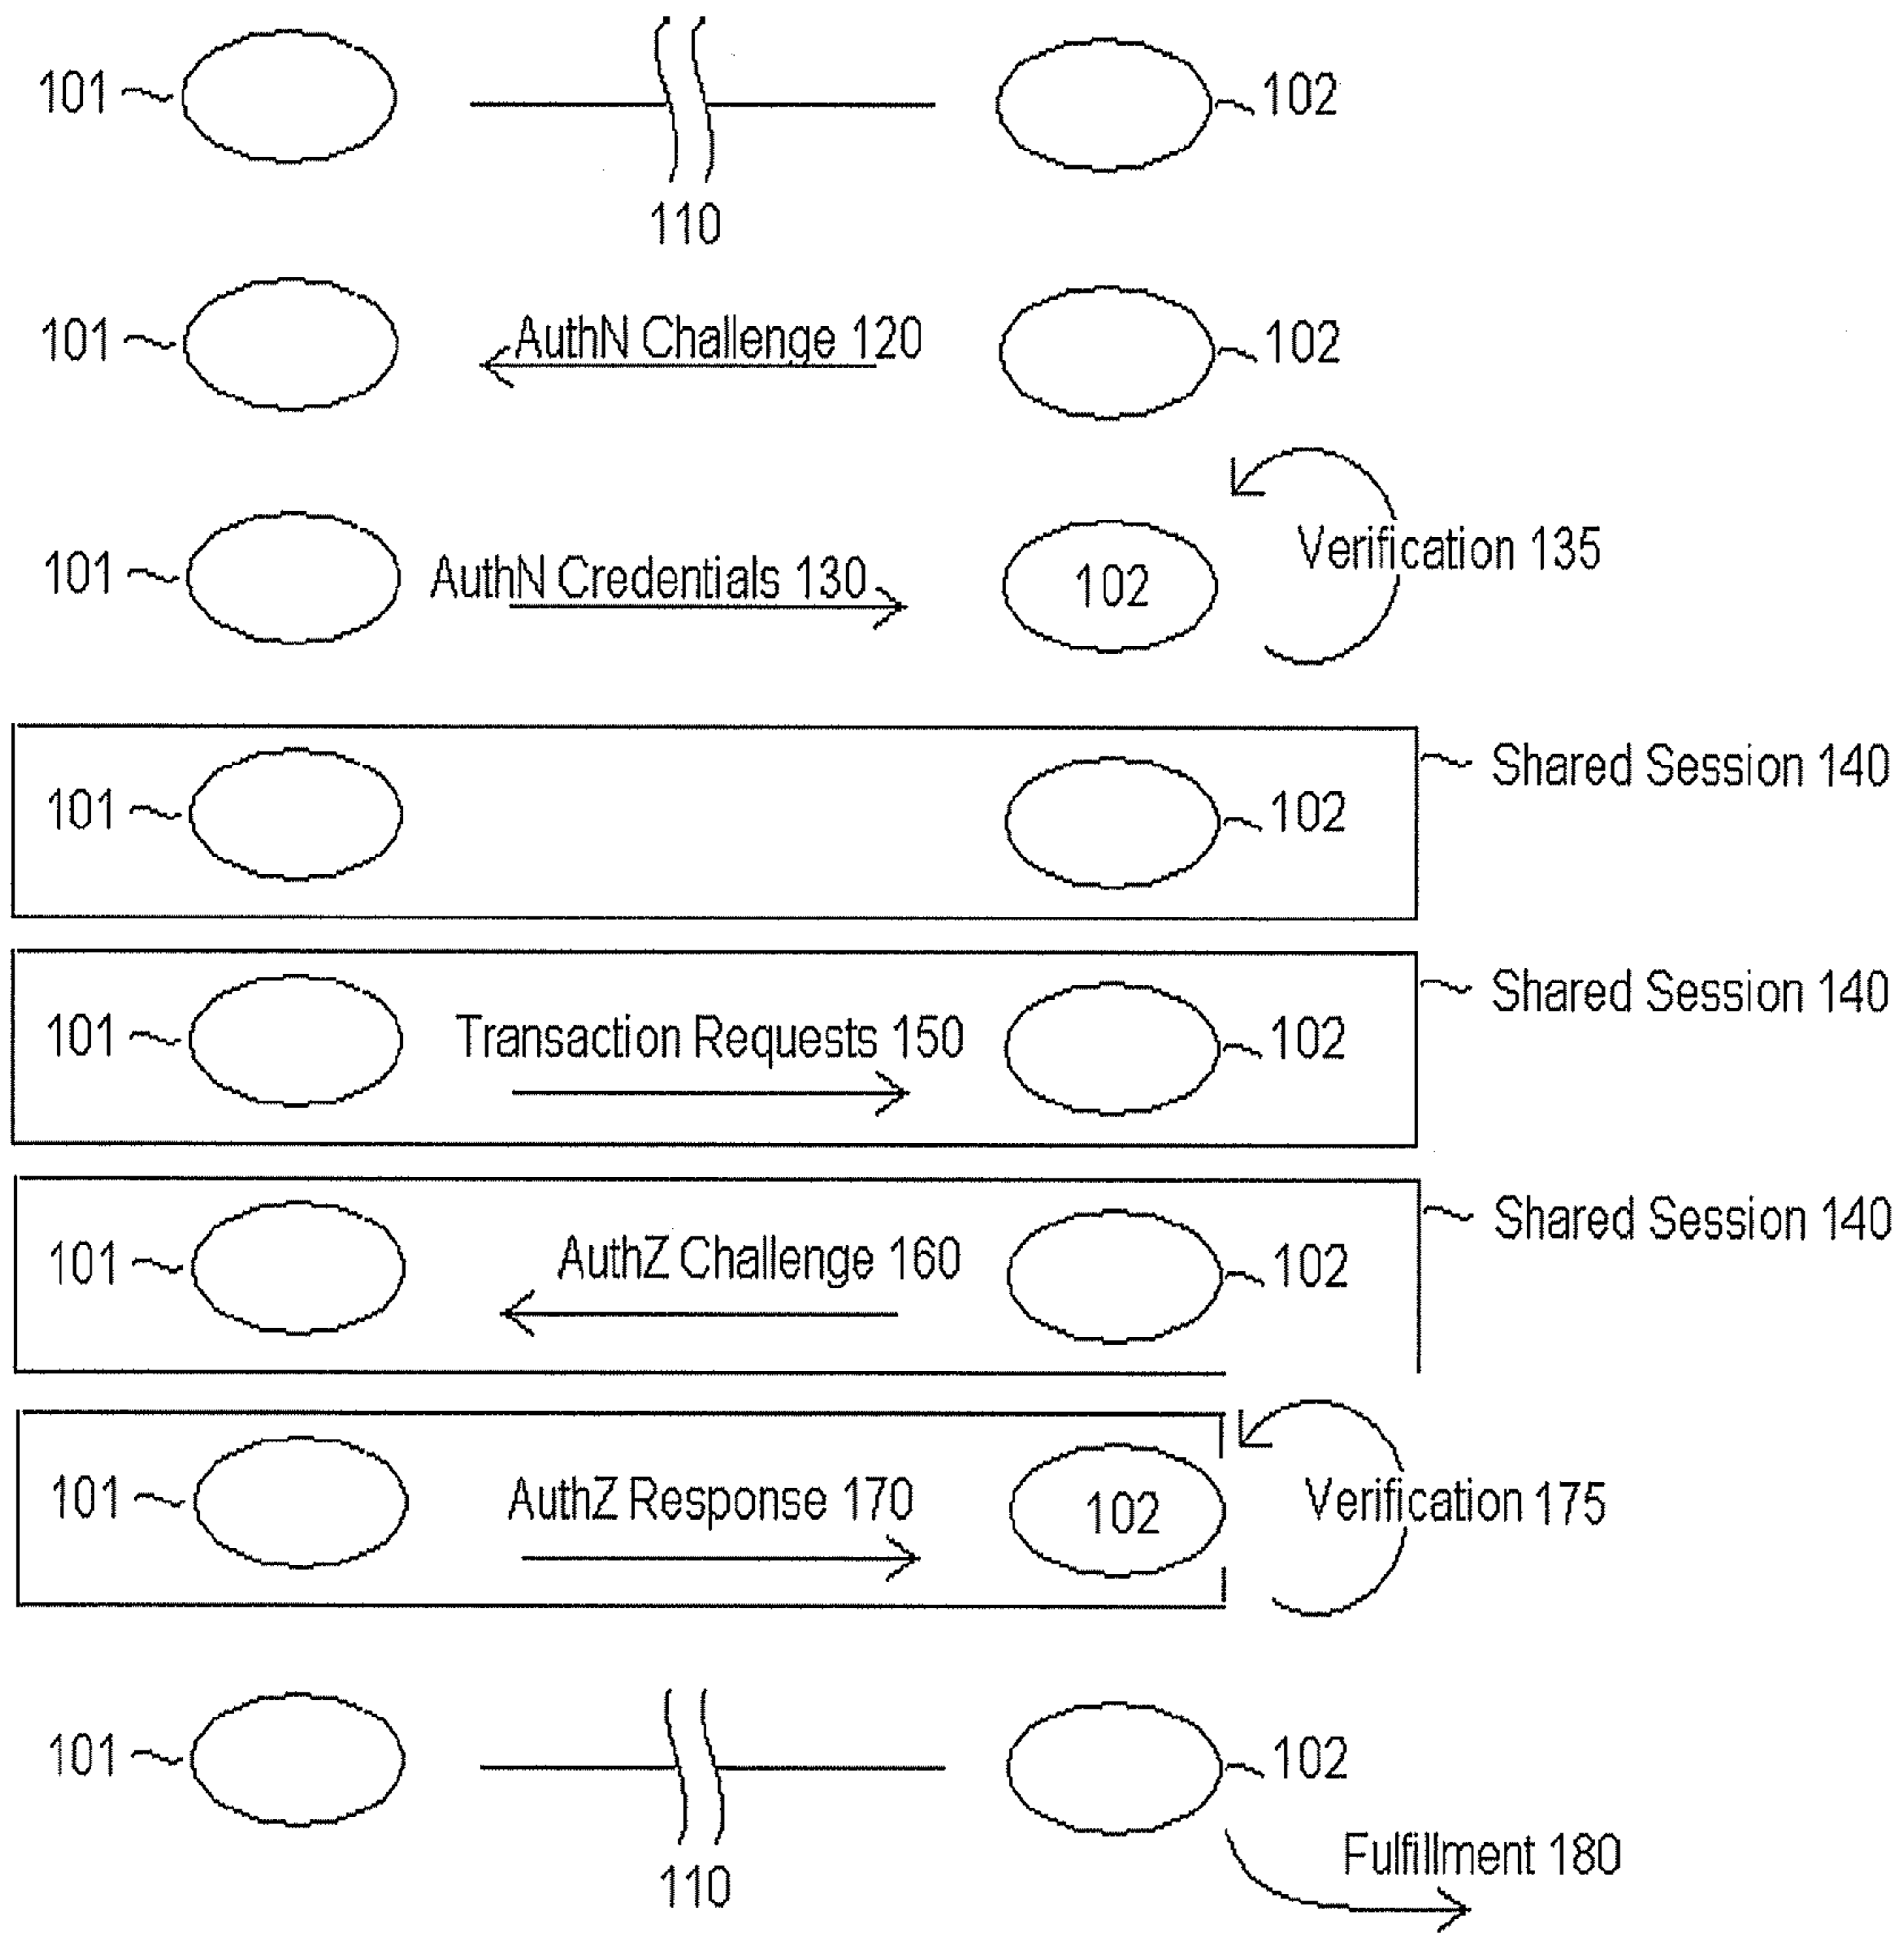 101 102
110
101 AuthN Challenge 120 102
101 AuthN Credentials 130 102 Verification 135
Shared Session 140
101 102
Shared Session 140
101 Transaction Requests 150 102
Shared Session 140
101 AuthZ Challenge 160 102
101 AuthZ Response 170 102 Verification 175
101 102
110
Fulfillment 180